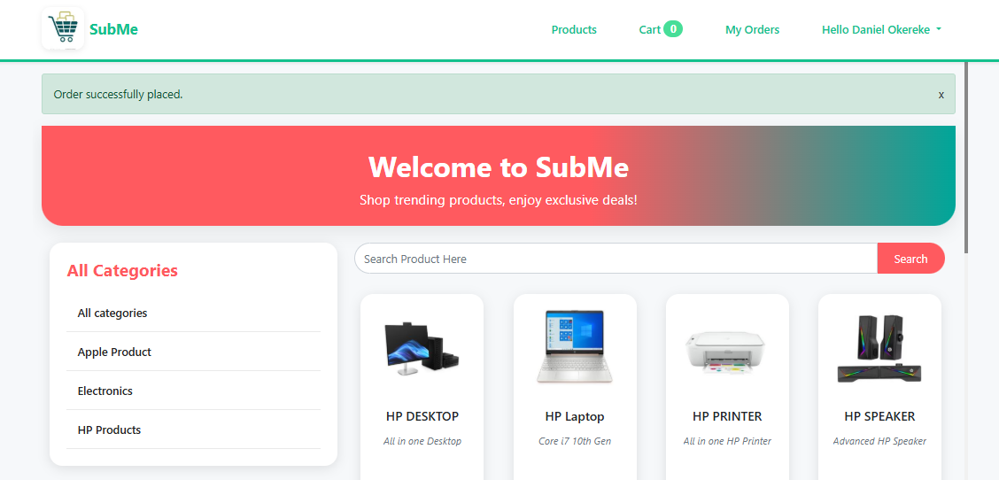 SubMe
Products
Cart 0
My Orders
Hello Daniel Okereke
Order successfully placed.
x
Welcome to SubMe
Shop trending products, enjoy exclusive deals!
All Categories
All categories
Apple Product
Electronics
HP Products
Search Product Here
Search
HP DESKTOP
All in one Desktop
HP Laptop
Core i7 10th Gen
HP PRINTER
All in one HP Printer
HP SPEAKER
Advanced HP Speaker